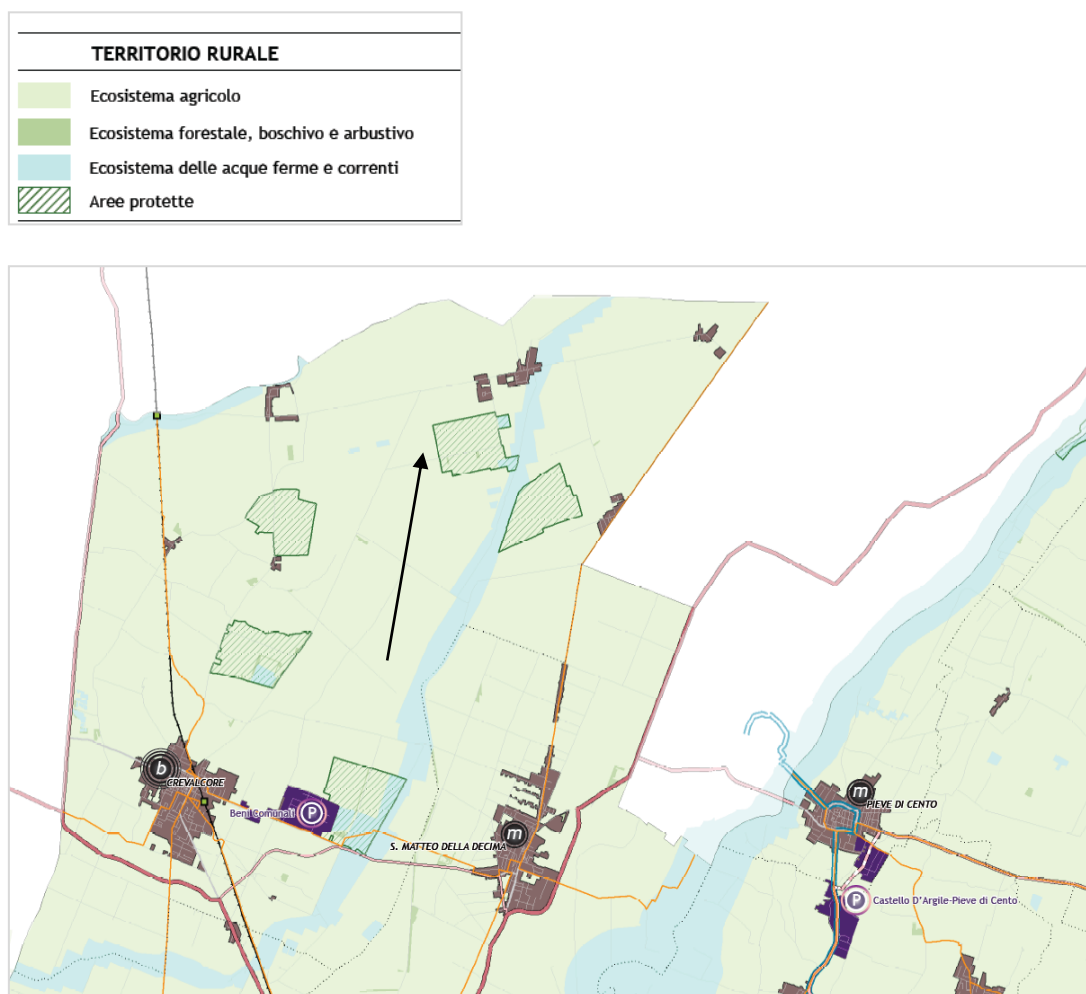 TERRITORIO RURALE
Ecosistema agricolo
Ecosistema forestale, boschivo e arbustivo
Ecosistema delle acque ferme e correnti
Aree protette
b
CREVALCORE
Beni Comunali
P
m
S. MATTEO DELLA DECIMA
m
PIEVE DI CENTO
P
Castello D'Argile-Pieve di Cento